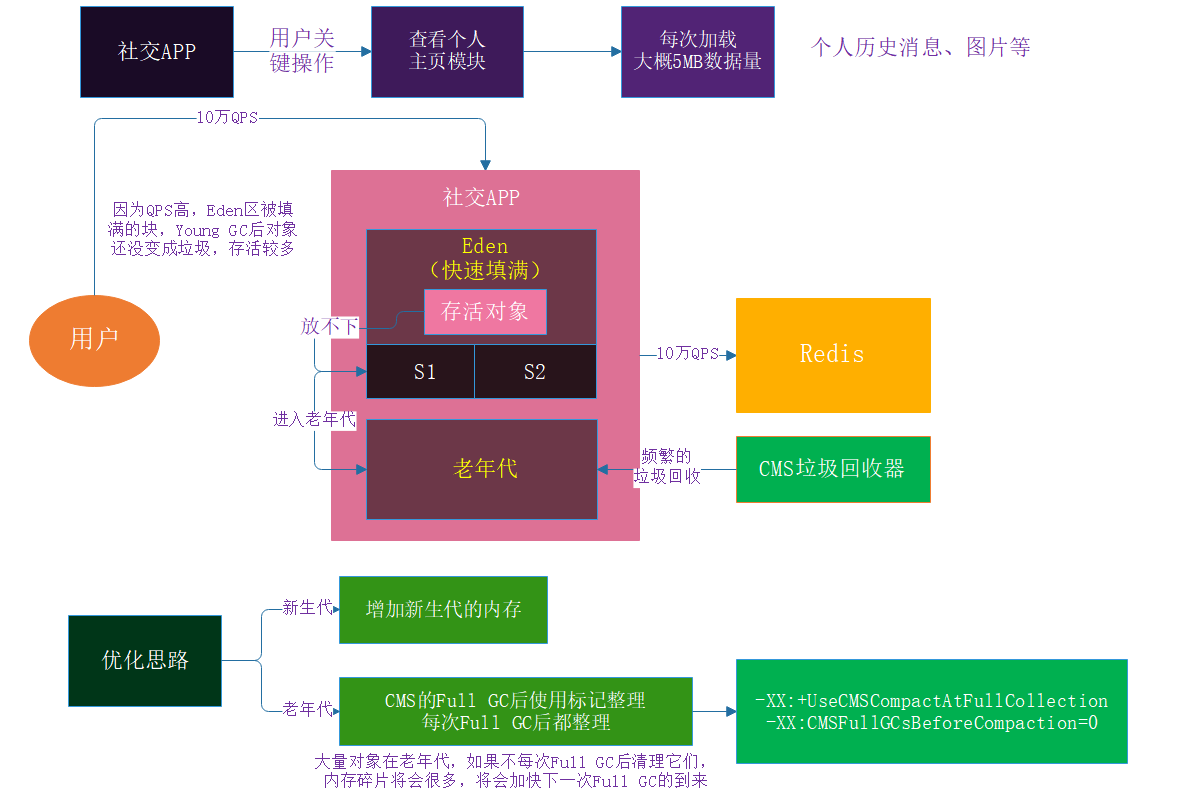 社交APP
用户关
键操作
查看个人
主页模块
每次加载
大概5MB数据量
个人历史消息、图片等
10万QPS
社交APP
因为QPS高，Eden区被填
满的块，Young GC后对象
还没变成垃圾，存活较多
Eden
（快速填满）
存活对象
放不下
S1
S2
用户
10万QPS
Redis
进入老年代
老年代
频繁的
垃圾回收
CMS垃圾回收器
优化思路
新生代
增加新生代的内存
老年代
CMS的Full GC后使用标记整理
每次Full GC后都整理
-XX:+UseCMSCompactAtFullCollection
-XX:CMSFullGCsBeforeCompaction=0
大量对象在老年代，如果不每次Full GC后清理它们，
内存碎片将会很多，将会加快下一次Full GC的到来